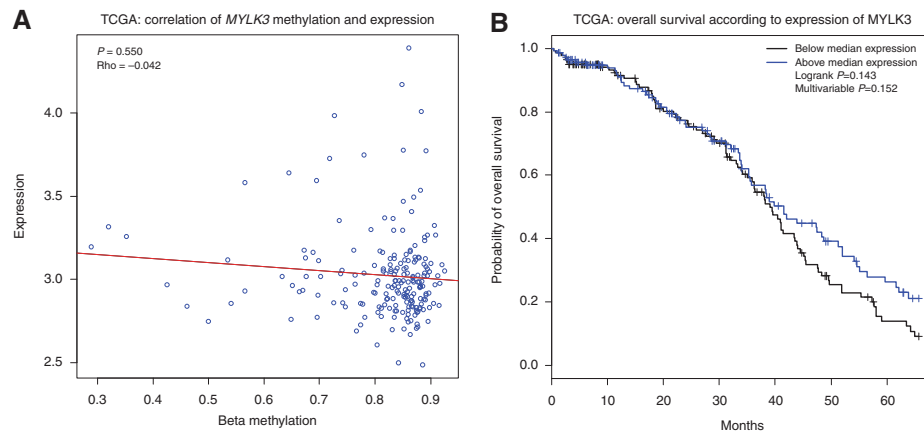 A
TCGA: correlation of MYLK3 methylation and expression
P = 0.550
Rho = −0.042
Expression
4.0
3.5
3.0
2.5
0.3 0.4 0.5 0.6 0.7 0.8 0.9
Beta methylation
B
TCGA: overall survival according to expression of MYLK3
Below median expression
Above median expression
Logrank P=0.143
Multivariable P=0.152
Probability of overall survival
1.0
0.8
0.6
0.4
0.2
0.0
0 10 20 30 40 50 60
Months